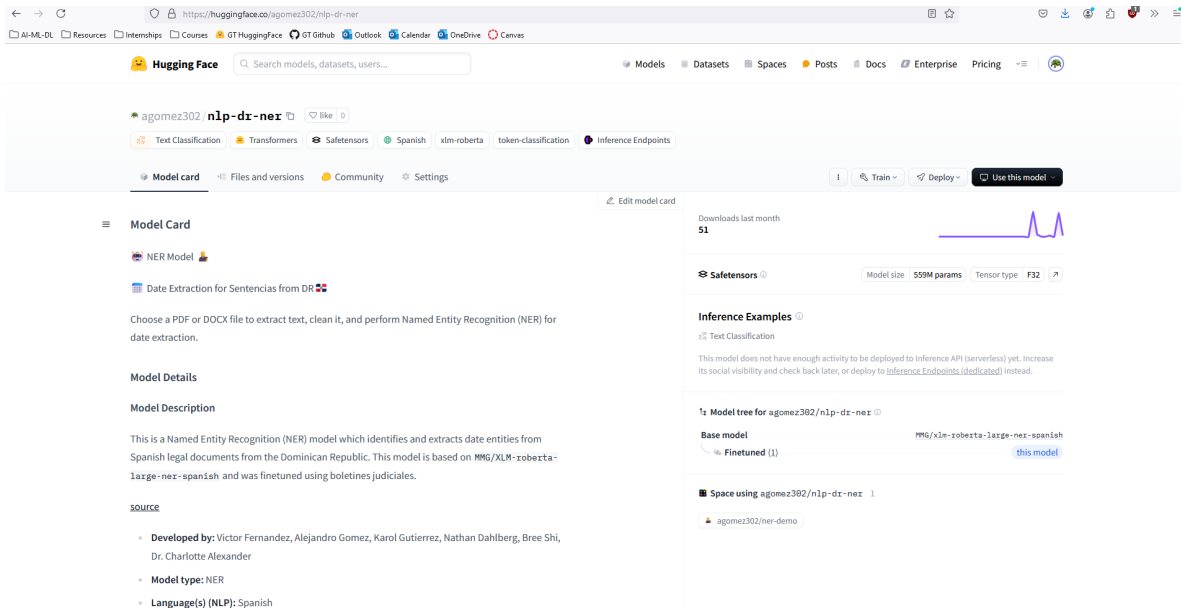 https://huggingface.co/agomez302/nlp-dr-ner
AI-ML-DL Resources Internships Courses GT HuggingFace GT Github Outlook Calendar OneDrive Canvas
Hugging Face Search models, datasets, users... Models Datasets Spaces Posts Docs Enterprise Pricing
agomez302/nlp-dr-ner like 0
Text Classification Transformers Safetensors Spanish xlm-roberta token-classification Inference Endpoints
Model card Files and versions Community Settings Train Deploy Use this model
Edit model card
Model Card
NER Model
Date Extraction for Sentencias from DR
Choose a PDF or DOCX file to extract text, clean it, and perform Named Entity Recognition (NER) for
date extraction.
Model Details
Model Description
This is a Named Entity Recognition (NER) model which identifies and extracts date entities from
Spanish legal documents from the Dominican Republic. This model is based on MMG/XLM-roberta-
large-ner-spanish and was finetuned using boletines judiciales.
source
Developed by: Victor Fernandez, Alejandro Gomez, Karol Gutierrez, Nathan Dahlberg, Bree Shi,
Dr. Charlotte Alexander
Model type: NER
Language(s) (NLP): Spanish
Downloads last month
51
Safetensors Model size 559M params Tensor type F32
Inference Examples
Text Classification
This model does not have enough activity to be deployed to Inference API (serverless) yet. Increase
its social visibility and check back later, or deploy to Inference Endpoints (dedicated) instead.
Model tree for agomez302/nlp-dr-ner
Base model MMG/xlm-roberta-large-ner-spanish
Finetuned (1) this model
Space using agomez302/nlp-dr-ner 1
agomez302/ner-demo